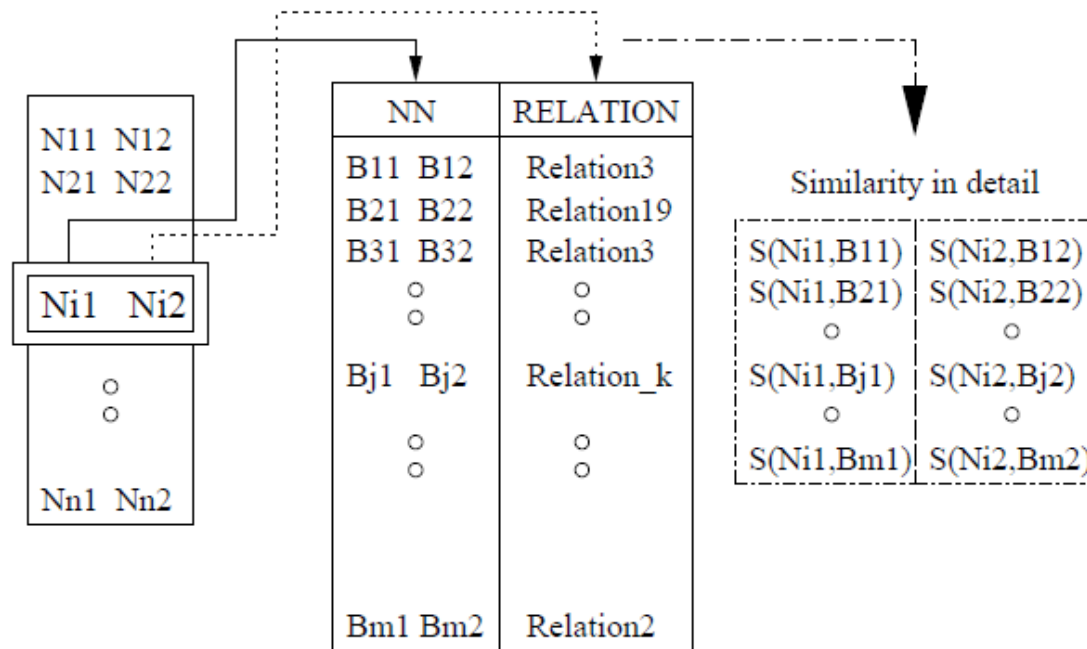 N11 N12
N21 N22
Ni1 Ni2
Nn1 Nn2
NN RELATION
B11 B12 Relation3
B21 B22 Relation19
B31 B32 Relation3
Bj1 Bj2 Relation_k
Bm1 Bm2 Relation2
Similarity in detail
S(Ni1,B11) S(Ni2,B12)
S(Ni1,B21) S(Ni2,B22)
S(Ni1,Bj1) S(Ni2,Bj2)
S(Ni1,Bm1) S(Ni2,Bm2)